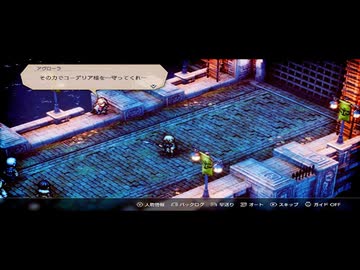 アグローラ
その力でコーデリア様を…守ってくれ…
人物情報 バックログ 早送り オート スキップ ガイド OFF